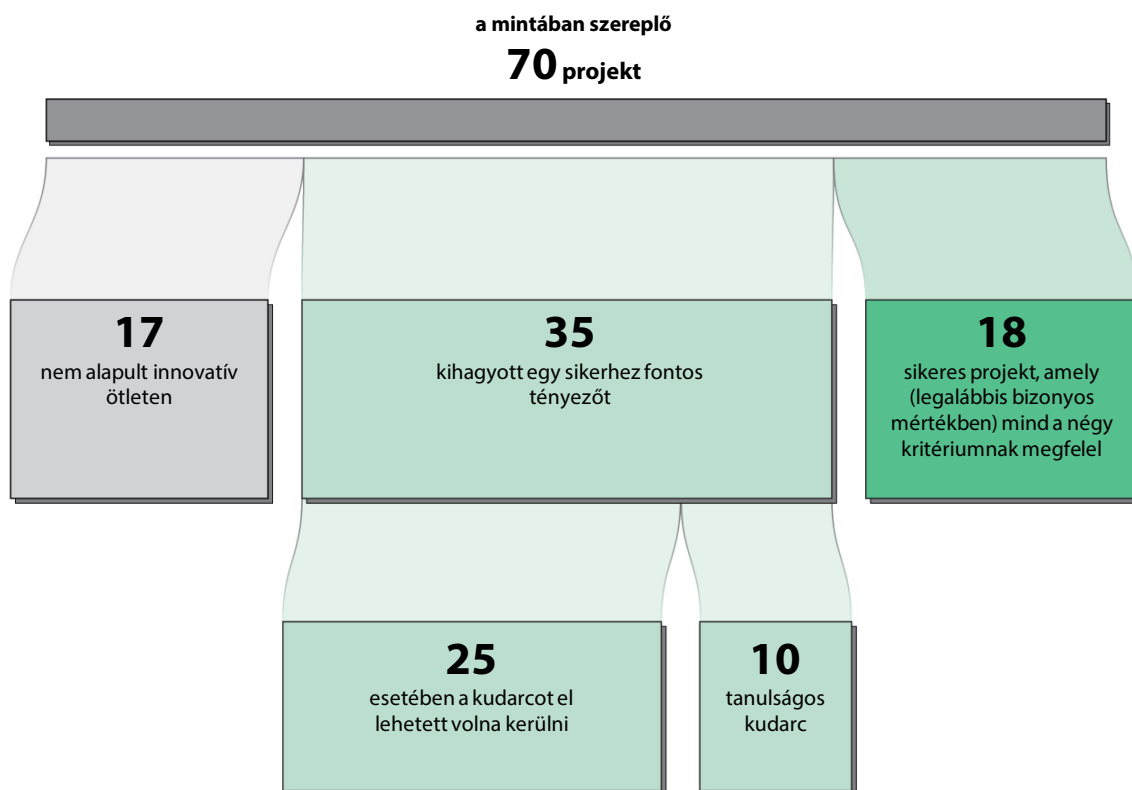 a mintában szereplő
70 projekt
17
nem alapult innovatív
ötleten
35
kihagyott egy sikerhez fontos
tényezőt
18
sikeres projekt, amely
(legalábbis bizonyos
mértékben) mind a négy
kritériumnak megfelel
25
esetében a kudarcot el
lehetett volna kerülni
10
tanulságos
kudarc